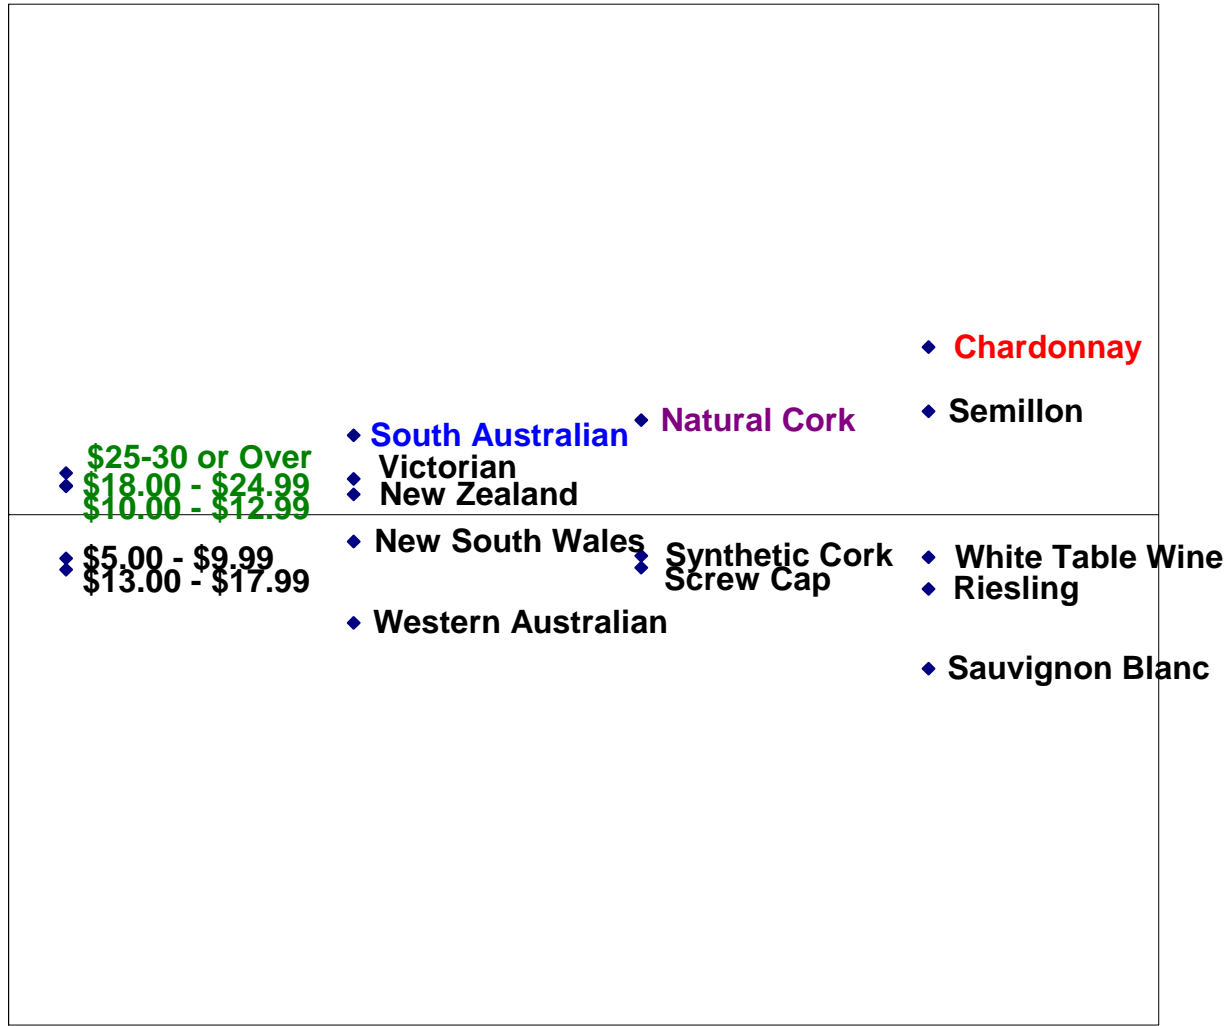 Chardonnay
Semillon
Natural Cork
South Australian
$25-30 or Over
Victorian
$18.00 - $24.99
New Zealand
$10.00 - $12.99
New South Wales
$5.00 - $9.99
Synthetic Cork
White Table Wine
$13.00 - $17.99
Screw Cap
Riesling
Western Australian
Sauvignon Blanc